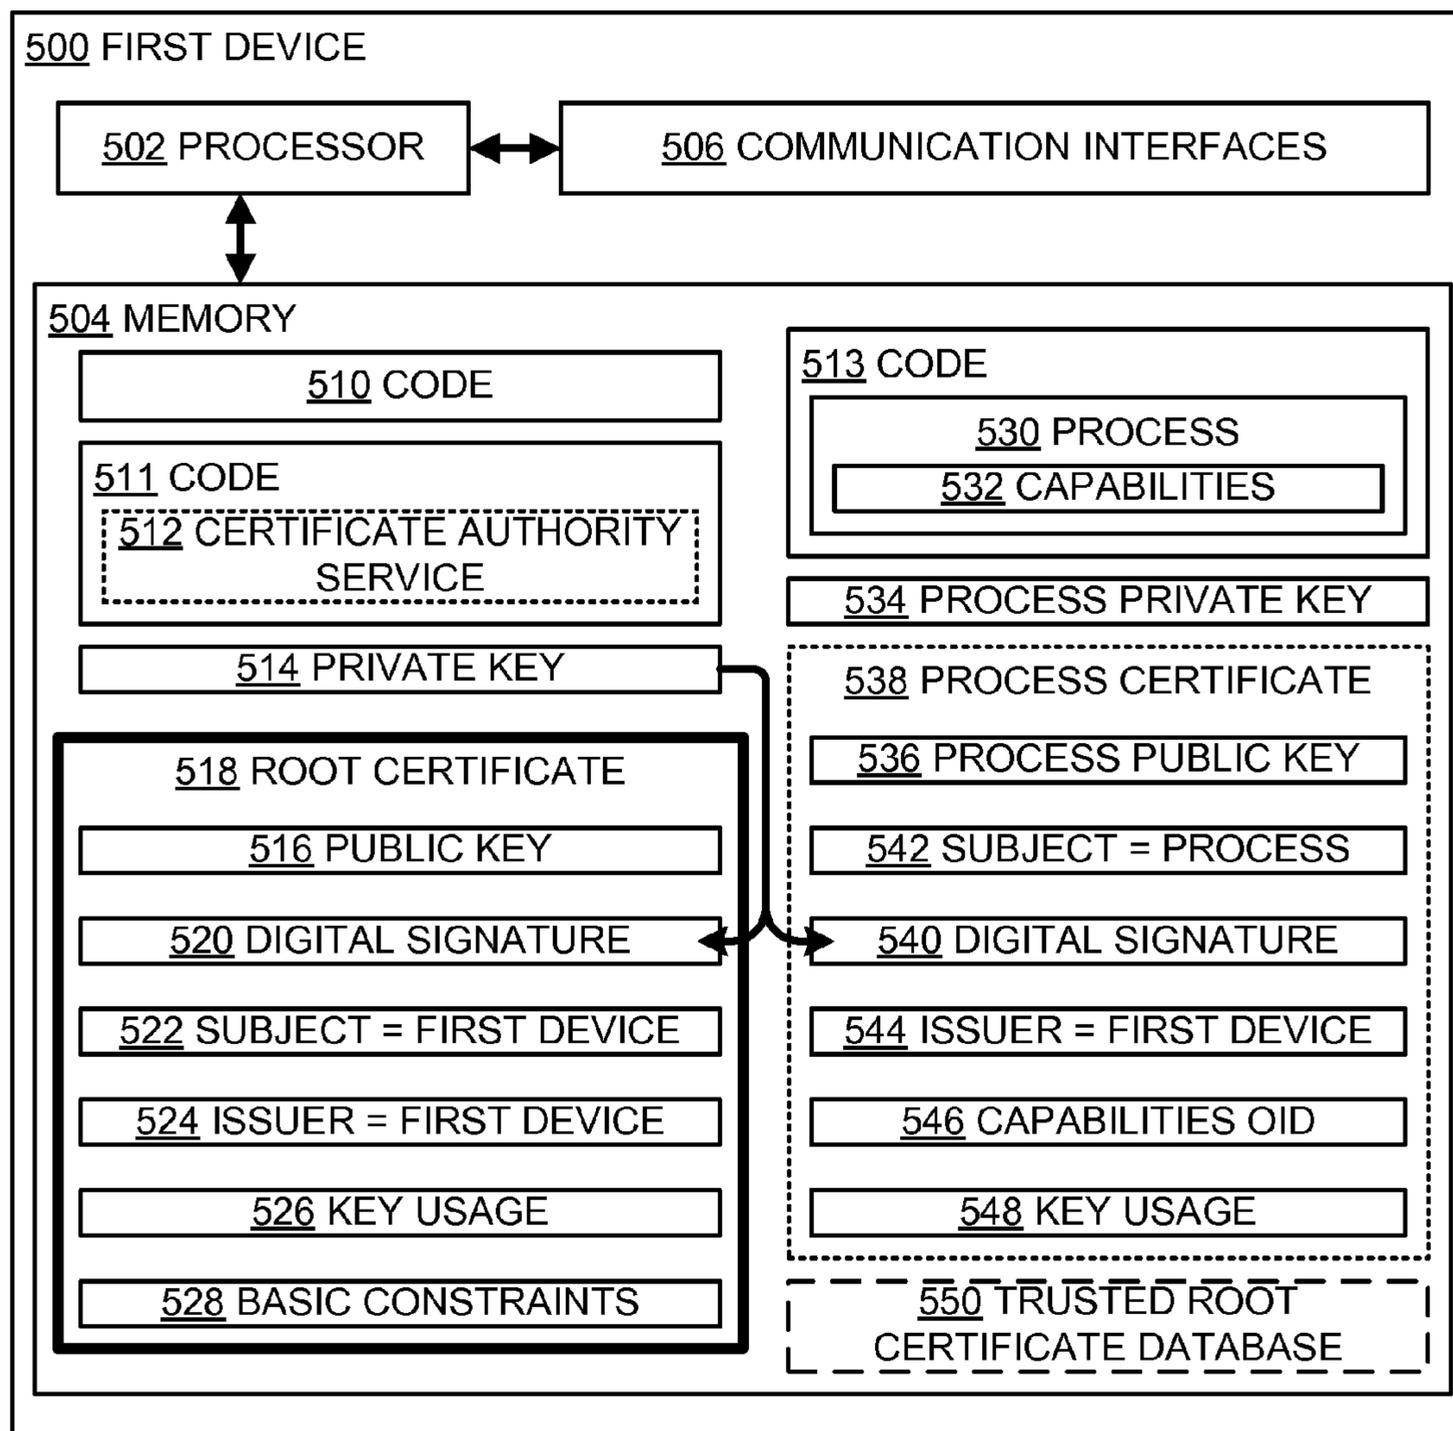 500 FIRST DEVICE
502 PROCESSOR
506 COMMUNICATION INTERFACES
504 MEMORY
510 CODE
511 CODE
512 CERTIFICATE AUTHORITY
SERVICE
514 PRIVATE KEY
518 ROOT CERTIFICATE
516 PUBLIC KEY
520 DIGITAL SIGNATURE
522 SUBJECT = FIRST DEVICE
524 ISSUER = FIRST DEVICE
526 KEY USAGE
528 BASIC CONSTRAINTS
513 CODE
530 PROCESS
532 CAPABILITIES
534 PROCESS PRIVATE KEY
538 PROCESS CERTIFICATE
536 PROCESS PUBLIC KEY
542 SUBJECT = PROCESS
540 DIGITAL SIGNATURE
544 ISSUER = FIRST DEVICE
546 CAPABILITIES OID
548 KEY USAGE
550 TRUSTED ROOT
CERTIFICATE DATABASE